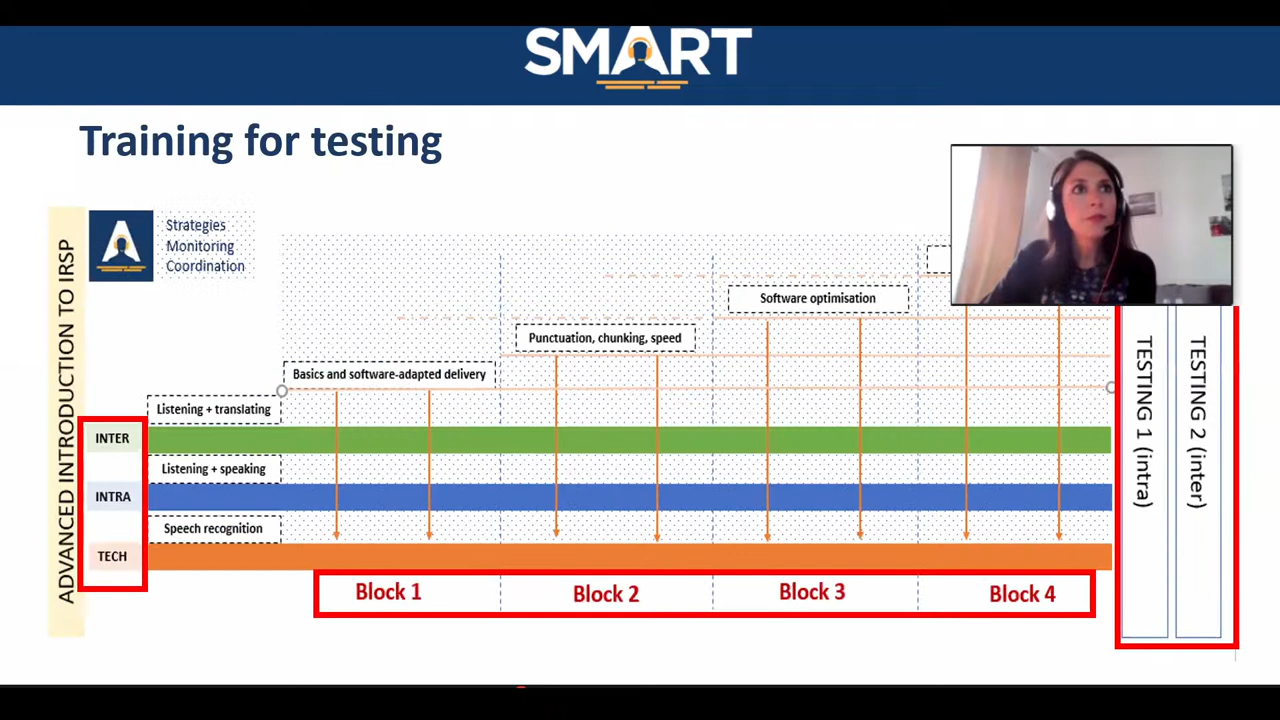 SMART
Training for testing
ADVANCED INTRODUCTION TO IRSP
Strategies
Monitoring
Coordination
Software optimisation
Punctuation, chunking, speed
Basics and software-adapted delivery
Listening + translating
INTER
Listening + speaking
INTRA
Speech recognition
TECH
Block 1
Block 2
Block 3
Block 4
TESTING 1 (intra)
TESTING 2 (inter)